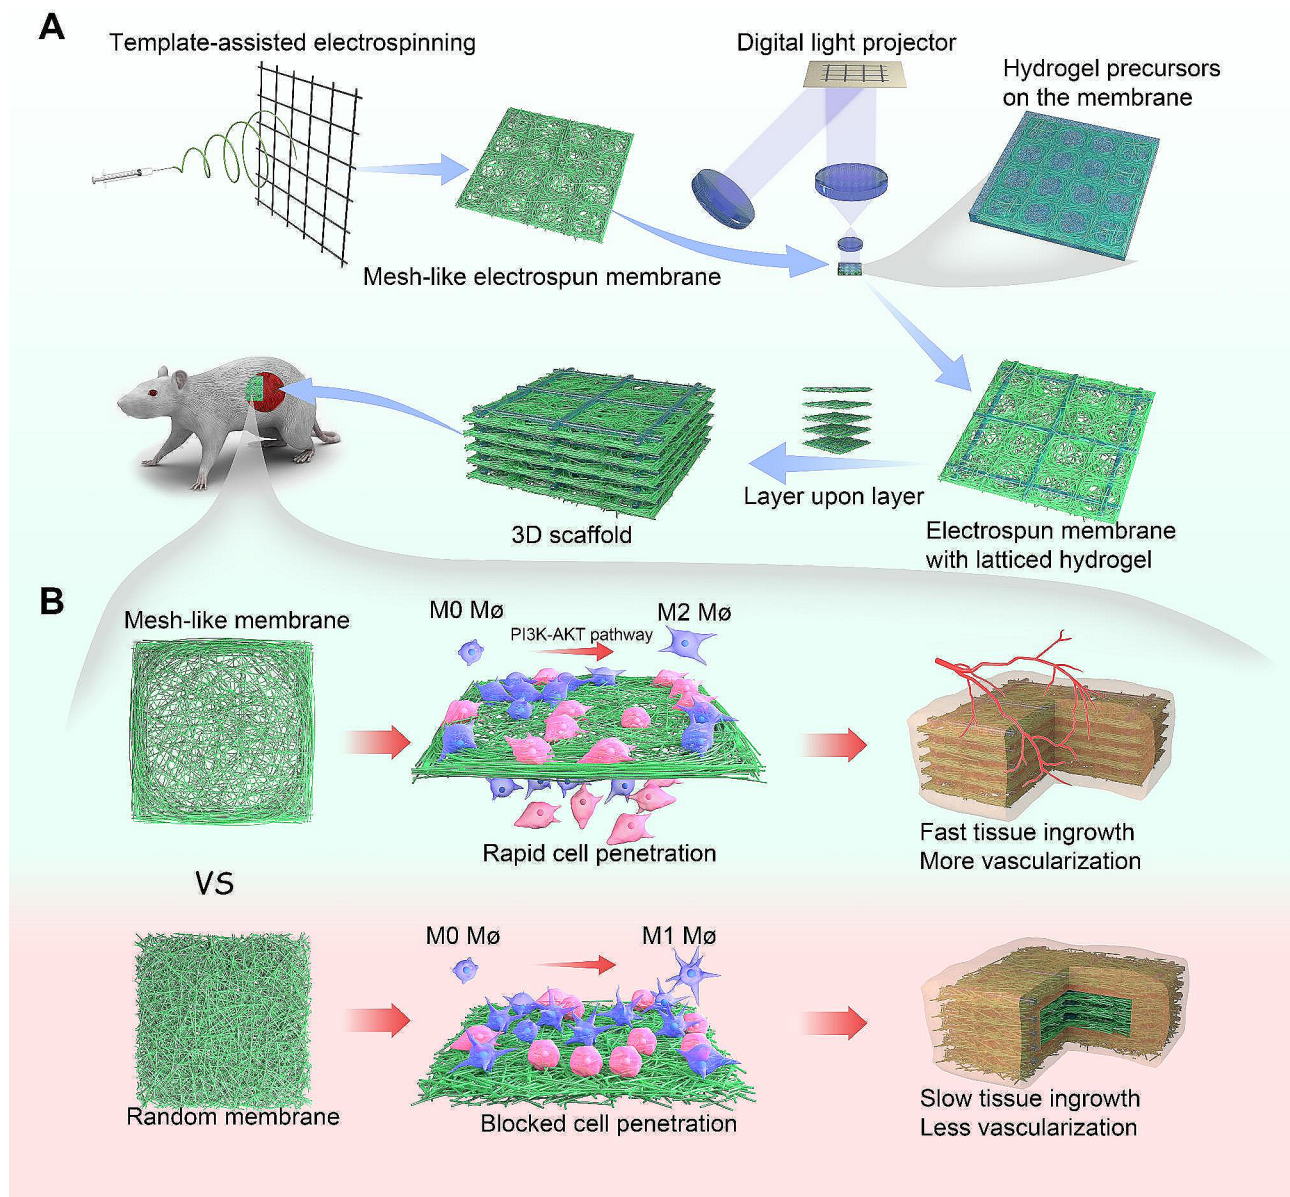 A
Template-assisted electrospinning
Digital light projector
Hydrogel precursors
on the membrane
Mesh-like electrospun membrane
Layer upon layer
3D scaffold
Electrospun membrane
with latticed hydrogel
B
Mesh-like membrane
M0 Mø
PI3K-AKT pathway
M2 Mø
Rapid cell penetration
Fast tissue ingrowth
More vascularization
VS
M0 Mø
M1 Mø
Random membrane
Blocked cell penetration
Slow tissue ingrowth
Less vascularization